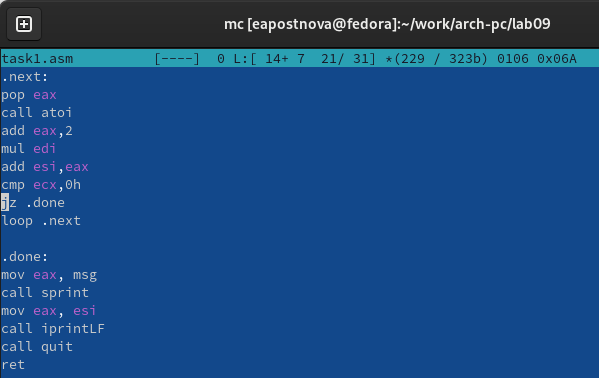 mc [eapostnova@fedora]:~/work/arch-pc/lab09
task1.asm [----] 0 L:[ 14+ 7 21/ 31] *(229 / 323b) 0106 0x06A
.next:
pop eax
call atoi
add eax,2
mul edi
add esi,eax
cmp ecx,0h
jz .done
loop .next
.done:
mov eax, msg
call sprint
mov eax, esi
call iprintLF
call quit
ret